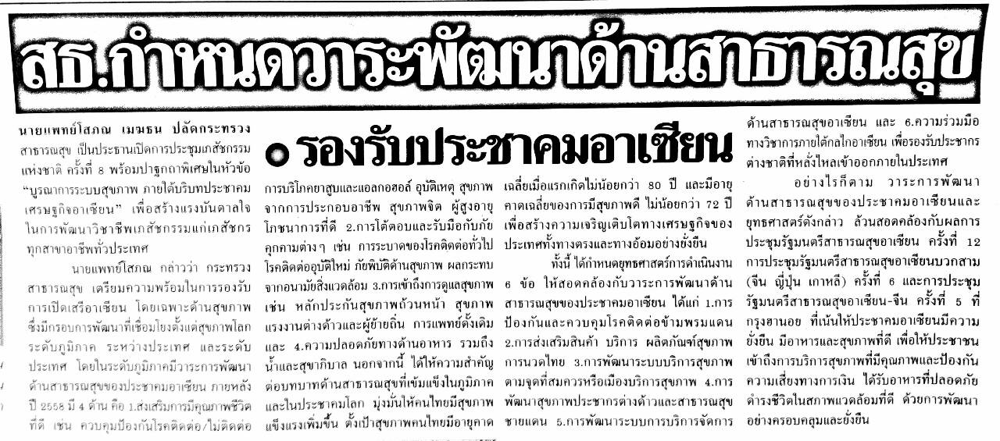 สธ.กำหนดวาระพัฒนาด้านสาธารณสุข
รองรับประชาคมอาเซียน
นายแพทย์โสภณ เมฆธน ปลัดกระทรวง
สาธารณสุข เป็นประธานเปิดการประชุมเภสัชกรรม
แห่งชาติ ครั้งที่ 8 พร้อมปาฐกถาพิเศษในหัวข้อ
“บูรณาการระบบสุขภาพ ภายใต้บริบทประชาคม
เศรษฐกิจอาเซียน” เพื่อสร้างแรงบันดาลใจ
ในการพัฒนาวิชาชีพเภสัชกรรมแก่เภสัชกร
ทุกสาขาอาชีพทั่วประเทศ
นายแพทย์โสภณ กล่าวว่า กระทรวง
สาธารณสุข เตรียมความพร้อมในการรองรับ
การเปิดเสรีอาเซียน โดยเฉพาะด้านสุขภาพ
ซึ่งมีกรอบการพัฒนาที่เชื่อมโยงตั้งแต่สุขภาพโลก
ระดับภูมิภาค ระหว่างประเทศ และระดับ
ประเทศ โดยในระดับภูมิภาคมีวาระการพัฒนา
ด้านสาธารณสุขของประชาคมอาเซียน ภายหลัง
ปี 2558 มี 4 ด้าน คือ 1.ส่งเสริมการมีคุณภาพชีวิต
ที่ดี เช่น ควบคุมป้องกันโรคติดต่อ/ไม่ติดต่อ
การบริโภคยาสูบและแอลกอฮอล์ อุบัติเหตุ สุขภาพ
จากการประกอบอาชีพ สุขภาพจิต ผู้สูงอายุ
โภชนาการที่ดี 2.การโต้ตอบและรับมือกับภัย
คุกคามต่างๆ เช่น การระบาดของโรคติดต่อทั่วไป
โรคติดต่ออุบัติใหม่ ภัยพิบัติด้านสุขภาพ ผลกระทบ
จากอนามัยสิ่งแวดล้อม 3.การเข้าถึงการดูแลสุขภาพ
เช่น หลักประกันสุขภาพถ้วนหน้า สุขภาพ
แรงงานต่างด้าวและผู้ย้ายถิ่น การแพทย์ดั้งเดิม
และ 4.ความปลอดภัยทางด้านอาหาร รวมถึง
น้ำและสุขาภิบาล นอกจากนี้ ได้ให้ความสำคัญ
ต่อบทบาทด้านสาธารณสุขที่เข้มแข็งในภูมิภาค
และในประชาคมโลก มุ่งมั่นให้คนไทยมีสุขภาพ
แข็งแรงเพิ่มขึ้น ตั้งเป้าสุขภาพคนไทยมีอายุคาด
เฉลี่ยเมื่อแรกเกิดไม่น้อยกว่า 80 ปี และมีอายุ
คาดเฉลี่ยของการมีสุขภาพดี ไม่น้อยกว่า 72 ปี
เพื่อสร้างความเจริญเติบโตทางเศรษฐกิจของ
ประเทศทั้งทางตรงและทางอ้อมอย่างยั่งยืน
ทั้งนี้ ได้กำหนดยุทธศาสตร์การดำเนินงาน
6 ข้อ ให้สอดคล้องกับวาระการพัฒนาด้าน
สาธารณสุขของประชาคมอาเซียน ได้แก่ 1.การ
ป้องกันและควบคุมโรคติดต่อข้ามพรมแดน
2.การส่งเสริมสินค้า บริการ ผลิตภัณฑ์สุขภาพ
การนวดไทย 3.การพัฒนาระบบบริการสุขภาพ
ตามจุดที่สมควรหรือเมืองบริการสุขภาพ 4.การ
พัฒนาสุขภาพประชากรต่างด้าวและสาธารณสุข
ชายแดน 5.การพัฒนาระบบการบริการจัดการ
ด้านสาธารณสุขอาเซียน และ 6.ความร่วมมือ
ทางวิชาการภายใต้กลไกอาเซียน เพื่อรองรับประชากร
ต่างชาติที่หลั่งไหลเข้าออกภายในประเทศ
อย่างไรก็ตาม วาระการพัฒนา
ด้านสาธารณสุขของประชาคมอาเซียนและ
ยุทธศาสตร์ดังกล่าว ล้วนสอดคล้องกับผลการ
ประชุมรัฐมนตรีสาธารณสุขอาเซียน ครั้งที่ 12
การประชุมรัฐมนตรีสาธารณสุขอาเซียนบวกสาม
(จีน ญี่ปุ่น เกาหลี) ครั้งที่ 6 และการประชุม
รัฐมนตรีสาธารณสุขอาเซียน-จีน ครั้งที่ 5 ที่
กรุงฮานอย ที่เน้นให้ประชาคมอาเซียนมีความ
ยั่งยืน มีอาหารและสุขภาพที่ดี เพื่อให้ประชาชน
เข้าถึงการบริการสุขภาพที่มีคุณภาพและป้องกัน
ความเสี่ยงทางการเงิน ได้รับอาหารที่ปลอดภัย
ดำรงชีวิตในสภาพแวดล้อมที่ดี ด้วยการพัฒนา
อย่างครอบคลุมและยั่งยืน